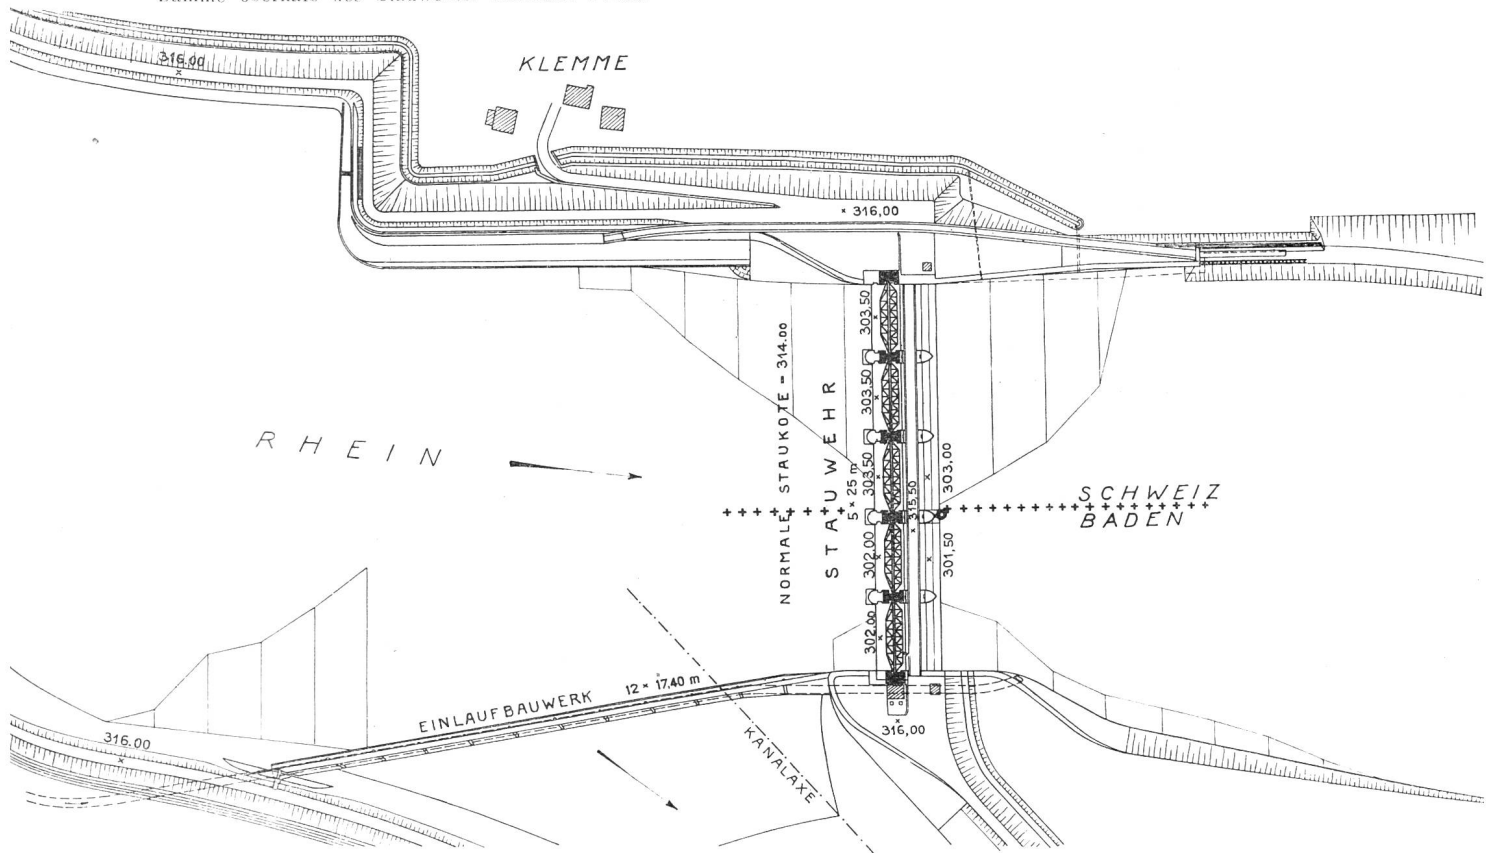 KLEMME
316.00
316,00
303.50
303.50
303.50
302.00
302.00
NORMALE STAUKOTE = 314.00
STAUWEHR
5 × 25 m
315,50
303,00
301,50
RHEIN
SCHWEIZ
BADEN
EINLAUFBAUWERK
12 × 17,40 m
KANALAXE
316.00
316,00